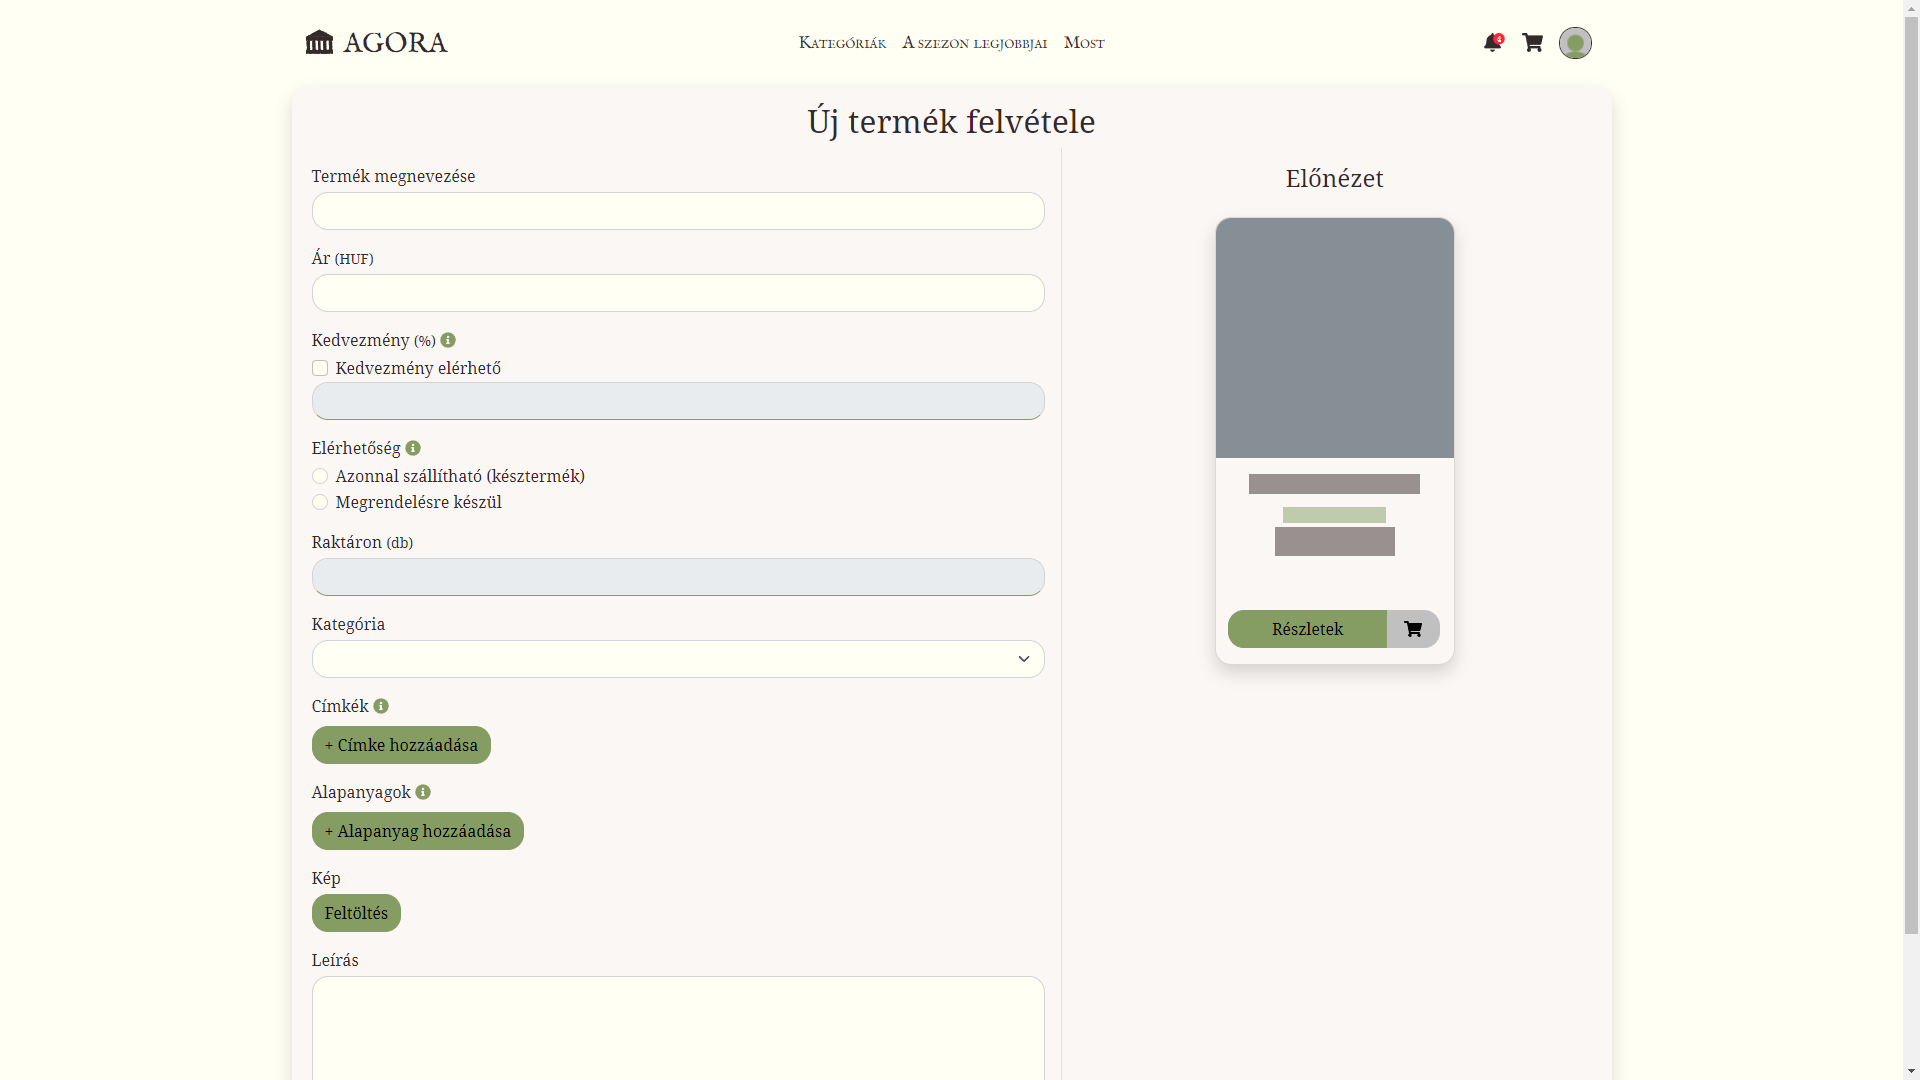 AGORA
Kategóriák A szezon legjobbjai Most
4
Új termék felvétele
Termék megnevezése
Ár (HUF)
Kedvezmény (%)
Kedvezmény elérhető
Elérhetőség
Azonnal szállítható (késztermék)
Megrendelésre készül
Raktáron (db)
Kategória
Címkék
+ Címke hozzáadása
Alapanyagok
+ Alapanyag hozzáadása
Kép
Feltöltés
Leírás
Előnézet
Részletek